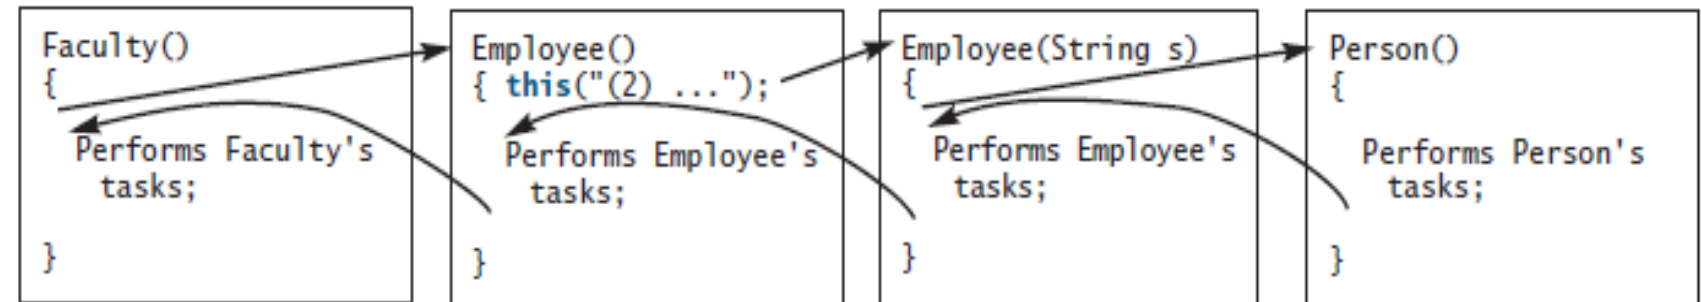 Faculty()
{
Performs Faculty's
tasks;
}
Employee()
{ this("(2) ...");
Performs Employee's
tasks;
}
Employee(String s)
{
Performs Employee's
tasks;
}
Person()
{
Performs Person's
tasks;
}